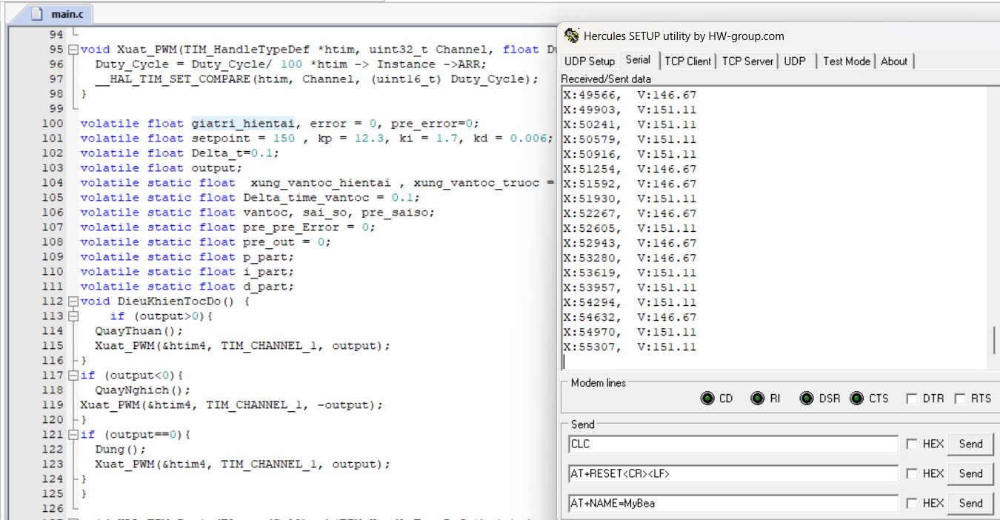 main.c
94
95 void Xuat_PWM(TIM_HandleTypeDef *htim, uint32_t Channel, float
96 Duty_Cycle = Duty_Cycle/ 100 *htim -> Instance ->ARR;
97 __HAL_TIM_SET_COMPARE(htim, Channel, (uint16_t) Duty_Cycle);
98 }
99
100 volatile float giatri_hientai, error = 0, pre_error=0;
101 volatile float setpoint = 150 , kp = 12.3, ki = 1.7, kd = 0.006;
102 volatile float Delta_t=0.1;
103 volatile float output;
104 volatile static float xung_vantoc_hientai , xung_vantoc_truoc =
105 volatile static float Delta_time_vantoc = 0.1;
106 volatile static float vantoc, sai_so, pre_saiso;
107 volatile static float pre_pre_Error = 0;
108 volatile static float pre_out = 0;
109 volatile static float p_part;
110 volatile static float i_part;
111 volatile static float d_part;
112 void DieuKhienTocDo() {
113 if (output>0){
114 QuayThuan();
115 Xuat_PWM(&htim4, TIM_CHANNEL_1, output);
116 }
117 if (output<0){
118 QuayNghich();
119 Xuat_PWM(&htim4, TIM_CHANNEL_1, -output);
120 }
121 if (output==0){
122 Dung();
123 Xuat_PWM(&htim4, TIM_CHANNEL_1, output);
124 }
125 }
126
Hercules SETUP utility by HW-group.com
UDP Setup Serial TCP Client TCP Server UDP Test Mode About
Received/Sent data
X:49566, V:146.67
X:49903, V:151.11
X:50241, V:151.11
X:50579, V:151.11
X:50916, V:151.11
X:51254, V:146.67
X:51592, V:146.67
X:51930, V:151.11
X:52267, V:146.67
X:52605, V:151.11
X:52943, V:146.67
X:53280, V:146.67
X:53619, V:151.11
X:53957, V:151.11
X:54294, V:151.11
X:54632, V:146.67
X:54970, V:151.11
X:55307, V:151.11
Modem lines
CD RI DSR CTS DTR RTS
Send
CLC HEX Send
AT+RESET<CR><LF> HEX Send
AT+NAME=MyBea HEX Send